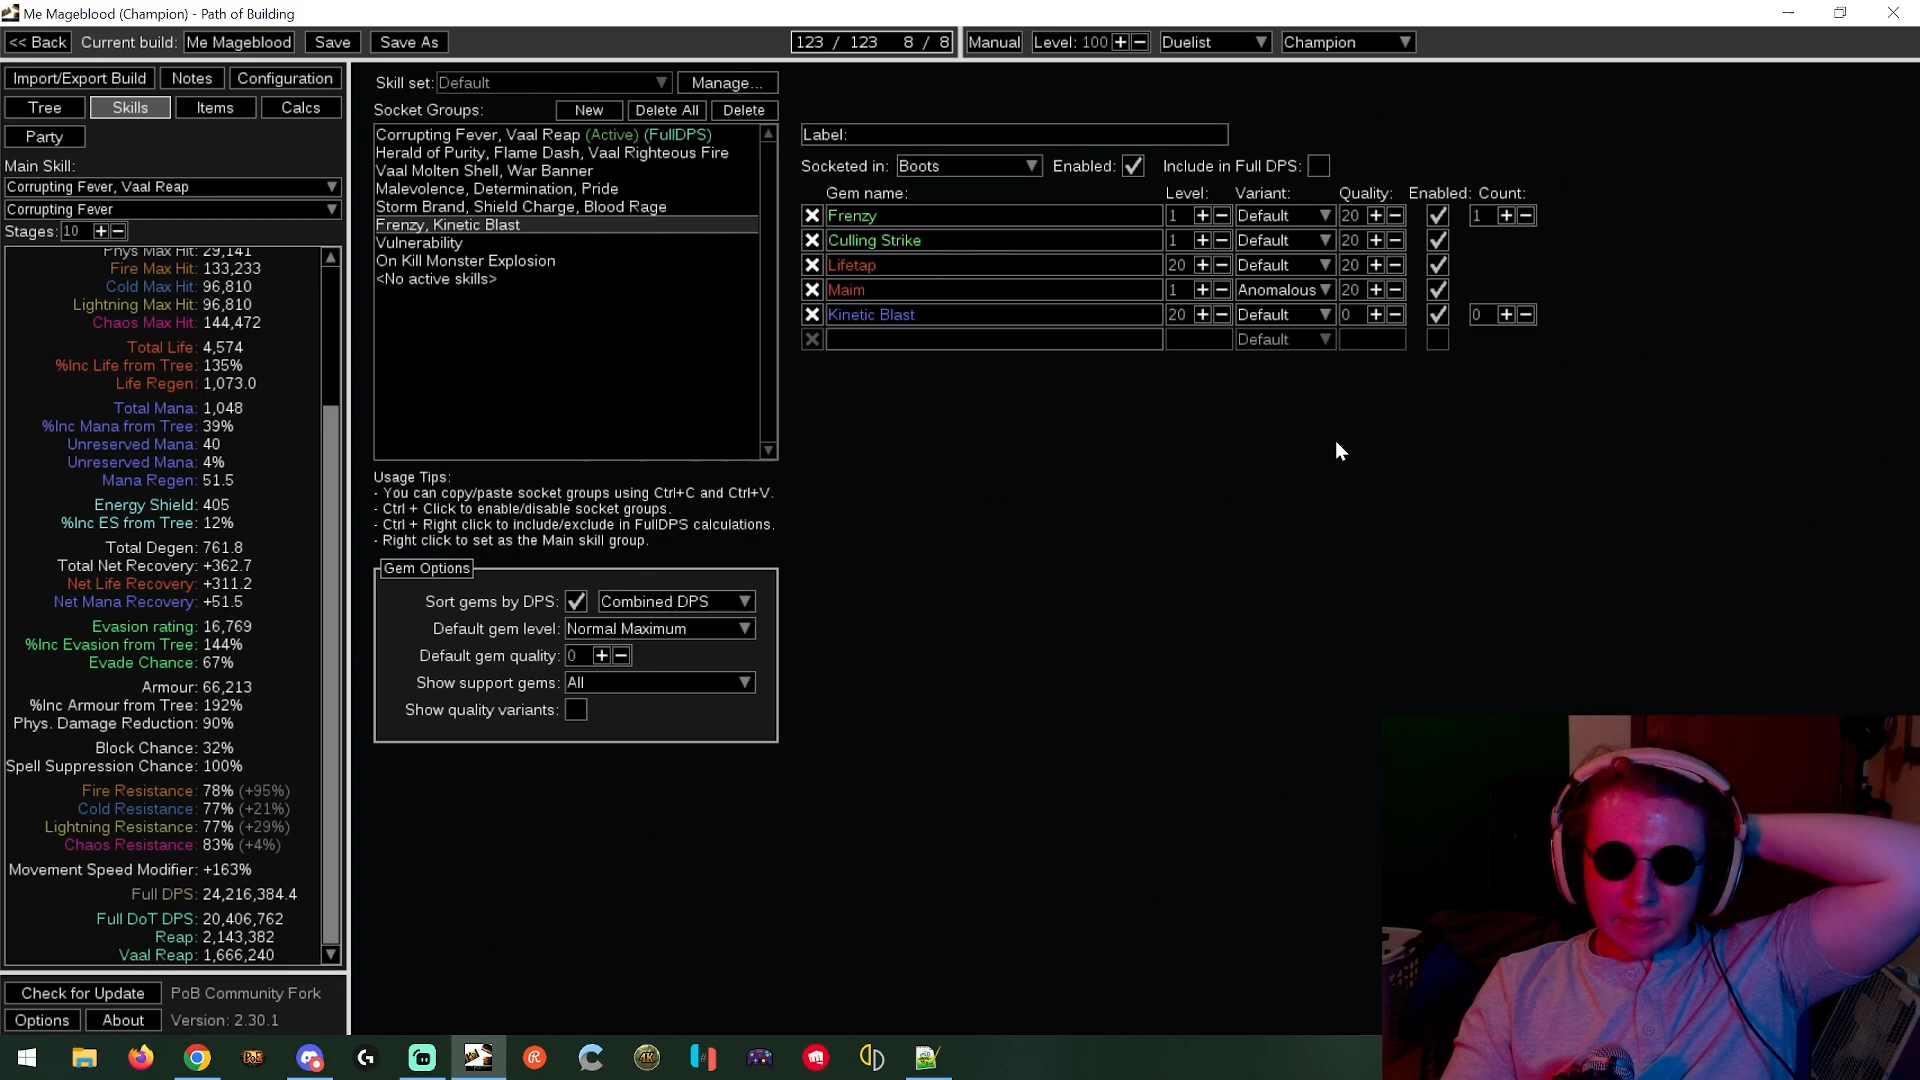 Me Mageblood (Champion) - Path of Building
<< Back Current build: Me Mageblood Save Save As 123 / 123 8 / 8 Manual Level: 100 Duelist Champion
Import/Export Build Notes Configuration
Tree Skills Items Calcs
Party
Main Skill:
Corrupting Fever, Vaal Reap
Corrupting Fever
Stages: 10
Phys Max Hit: 29,141
Fire Max Hit: 133,233
Cold Max Hit: 96,810
Lightning Max Hit: 96,810
Chaos Max Hit: 144,472
Total Life: 4,574
%Inc Life from Tree: 135%
Life Regen: 1,073.0
Total Mana: 1,048
%Inc Mana from Tree: 39%
Unreserved Mana: 40
Unreserved Mana: 4%
Mana Regen: 51.5
Energy Shield: 405
%Inc ES from Tree: 12%
Total Degen: 761.8
Total Net Recovery: +362.7
Net Life Recovery: +311.2
Net Mana Recovery: +51.5
Evasion rating: 16,769
%Inc Evasion from Tree: 144%
Evade Chance: 67%
Armour: 66,213
%Inc Armour from Tree: 192%
Phys. Damage Reduction: 90%
Block Chance: 32%
Spell Suppression Chance: 100%
Fire Resistance: 78% (+95%)
Cold Resistance: 77% (+21%)
Lightning Resistance: 77% (+29%)
Chaos Resistance: 83% (+4%)
Movement Speed Modifier: +163%
Full DPS: 24,216,384.4
Full DoT DPS: 20,406,762
Reap: 2,143,382
Vaal Reap: 1,666,240
Check for Update PoB Community Fork
Options About Version: 2.30.1
Skill set: Default Manage...
Socket Groups: New Delete All Delete
Corrupting Fever, Vaal Reap (Active) (FullDPS)
Herald of Purity, Flame Dash, Vaal Righteous Fire
Vaal Molten Shell, War Banner
Malevolence, Determination, Pride
Storm Brand, Shield Charge, Blood Rage
Frenzy, Kinetic Blast
Vulnerability
On Kill Monster Explosion
<No active skills>
Usage Tips:
- You can copy/paste socket groups using Ctrl+C and Ctrl+V.
- Ctrl + Click to enable/disable socket groups.
- Ctrl + Right click to include/exclude in FullDPS calculations.
- Right click to set as the Main skill group.
Gem Options
Sort gems by DPS: Combined DPS
Default gem level: Normal Maximum
Default gem quality: 0
Show support gems: All
Show quality variants:
Label:
Socketed in: Boots Enabled: Include in Full DPS:
Gem name: Level: Variant: Quality: Enabled: Count:
Frenzy 1 Default 20 1
Culling Strike 1 Default 20
Lifetap 20 Default 20
Maim 1 Anomalous 20
Kinetic Blast 20 Default 0 0
Default